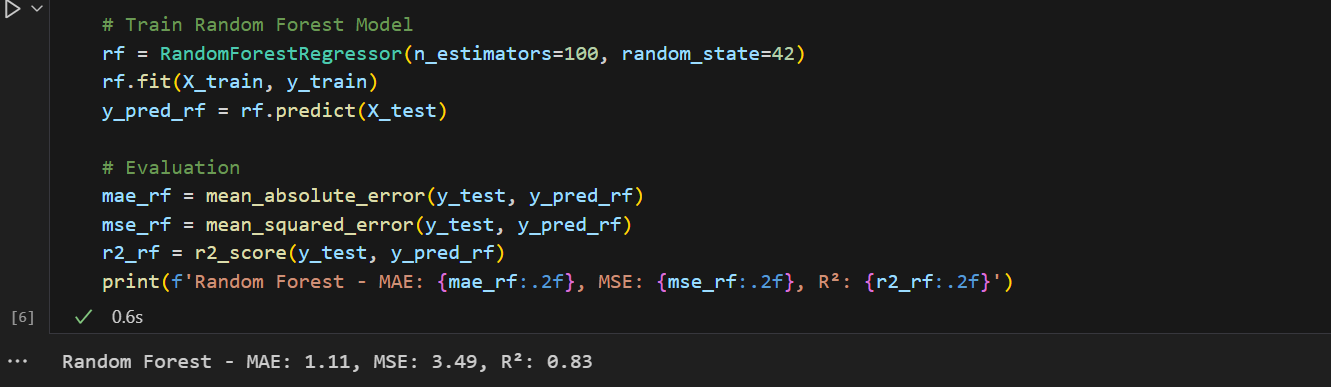 # Train Random Forest Model
rf = RandomForestRegressor(n_estimators=100, random_state=42)
rf.fit(X_train, y_train)
y_pred_rf = rf.predict(X_test)
# Evaluation
mae_rf = mean_absolute_error(y_test, y_pred_rf)
mse_rf = mean_squared_error(y_test, y_pred_rf)
r2_rf = r2_score(y_test, y_pred_rf)
print(f'Random Forest - MAE: {mae_rf:.2f}, MSE: {mse_rf:.2f}, R²: {r2_rf:.2f}')
[6] 0.6s
Random Forest - MAE: 1.11, MSE: 3.49, R²: 0.83